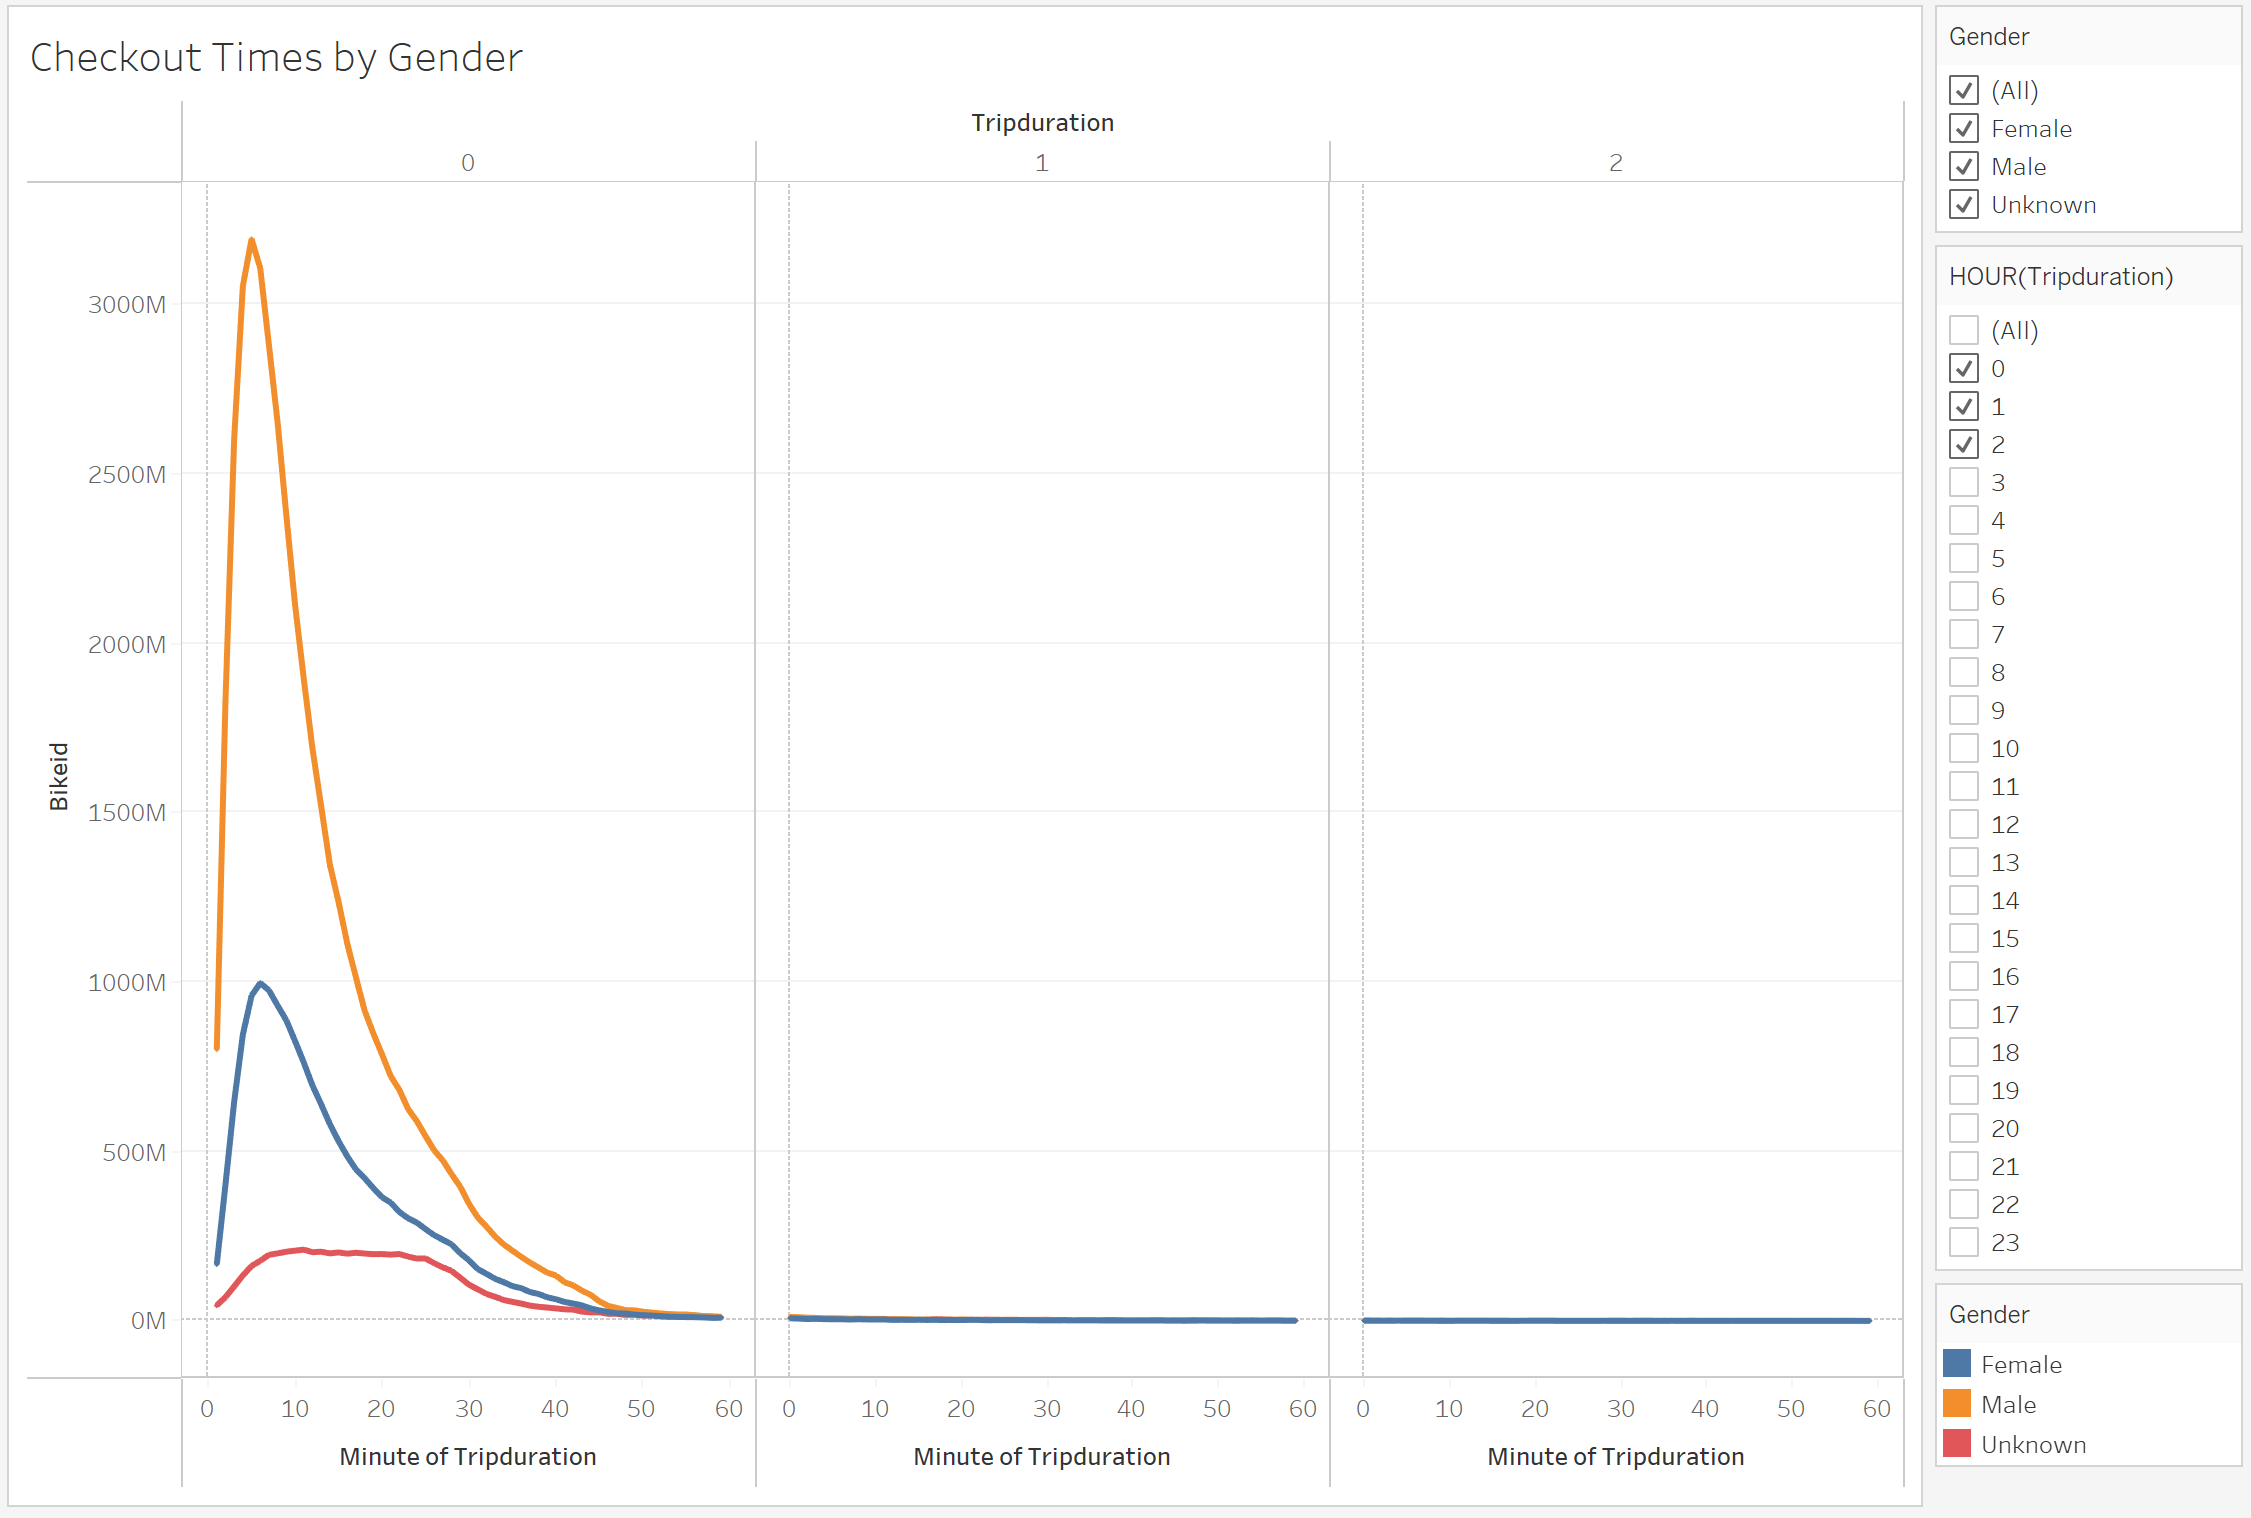 Checkout Times by Gender
Tripduration
0 1 2
3000M
2500M
2000M
1500M
1000M
500M
0M
Bikeid
0 10 20 30 40 50 60 0 10 20 30 40 50 60 0 10 20 30 40 50 60
Minute of Tripduration Minute of Tripduration Minute of Tripduration
Gender
(All)
Female
Male
Unknown
HOUR(Tripduration)
(All)
0
1
2
3
4
5
6
7
8
9
10
11
12
13
14
15
16
17
18
19
20
21
22
23
Gender
Female
Male
Unknown